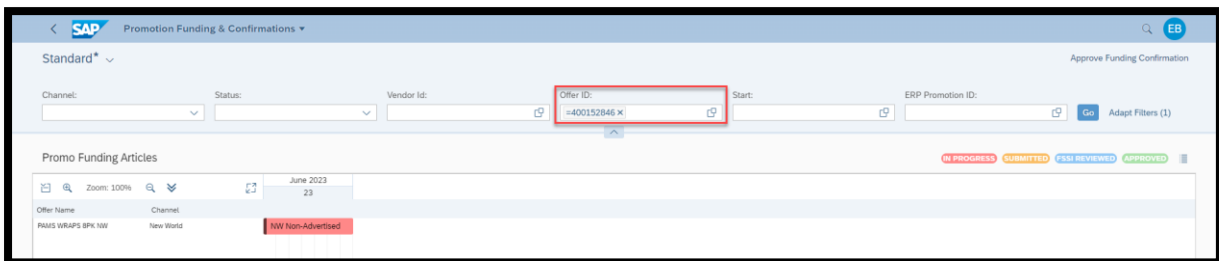 SAP Promotion Funding & Confirmations
EB
Standard*
Approve Funding Confirmation
Channel: Status: Vendor Id: Offer ID: Start: ERP Promotion ID:
=400152846 × Go Adapt Filters (1)
Promo Funding Articles
IN PROGRESS SUBMITTED FSSI REVIEWED APPROVED
Zoom: 100% June 2023
23
Offer Name Channel
PAMS WRAPS 8PK NW New World NW Non-Advertised